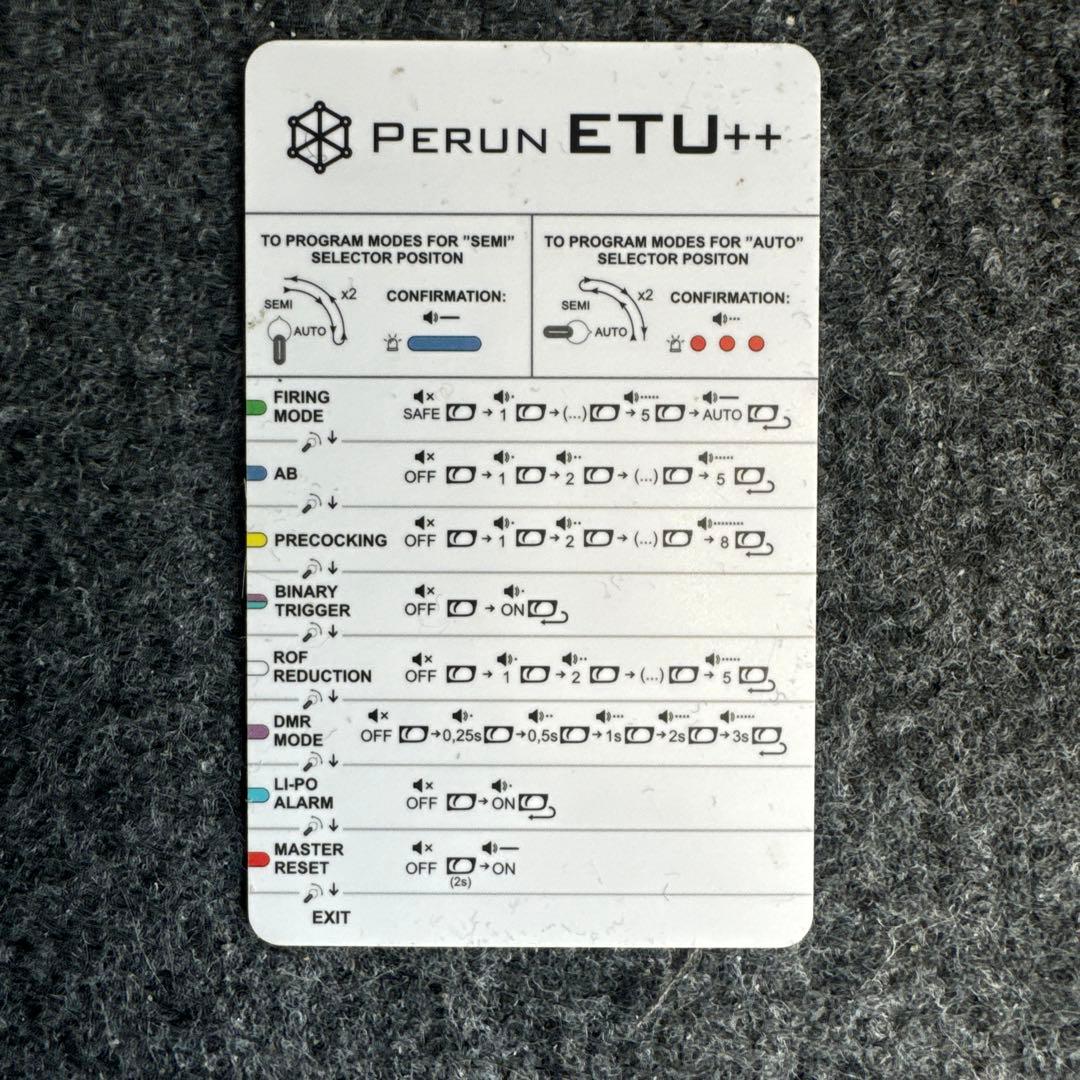 PERUN ETU++
TO PROGRAM MODES FOR "SEMI"
SELECTOR POSITON
SEMI
x2
AUTO
CONFIRMATION:
TO PROGRAM MODES FOR "AUTO"
SELECTOR POSITON
SEMI
x2
AUTO
CONFIRMATION:
FIRING
MODE
SAFE → 1 → (...) → 5 → AUTO
AB
OFF → 1 → 2 → (...) → 5
PRECOCKING
OFF → 1 → 2 → (...) → 8
BINARY
TRIGGER
OFF → ON
ROF
REDUCTION
OFF → 1 → 2 → (...) → 5
DMR
MODE
OFF → 0,25s → 0,5s → 1s → 2s → 3s
LI-PO
ALARM
OFF → ON
MASTER
RESET
OFF → ON
(2s)
EXIT